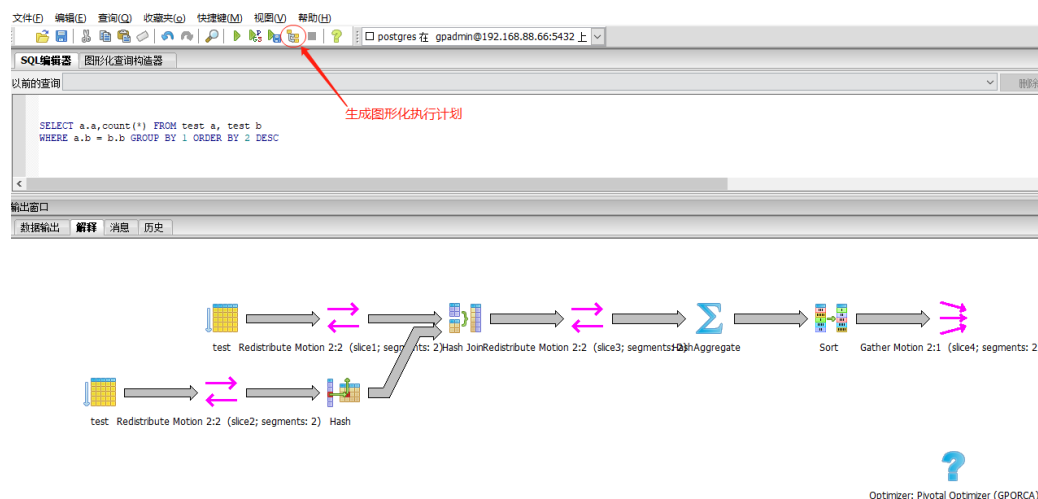 文件(F) 编辑(E) 查询(Q) 收藏夹(o) 快捷键(M) 视图(V) 帮助(H)
postgres 在 gpadmin@192.168.88.66:5432 上
SQL编辑器 图形化查询构造器
以前的查询
生成图形化执行计划
SELECT a.a,count(*) FROM test a, test b
WHERE a.b = b.b GROUP BY 1 ORDER BY 2 DESC
输出窗口
数据输出 解释 消息 历史
test Redistribute Motion 2:2 (slice1; segments: 2) Hash Join Redistribute Motion 2:2 (slice3; segments: 2) HashAggregate Sort Gather Motion 2:1 (slice4; segments: 2
test Redistribute Motion 2:2 (slice2; segments: 2) Hash
Optimizer: Pivotal Optimizer (GPORCA)